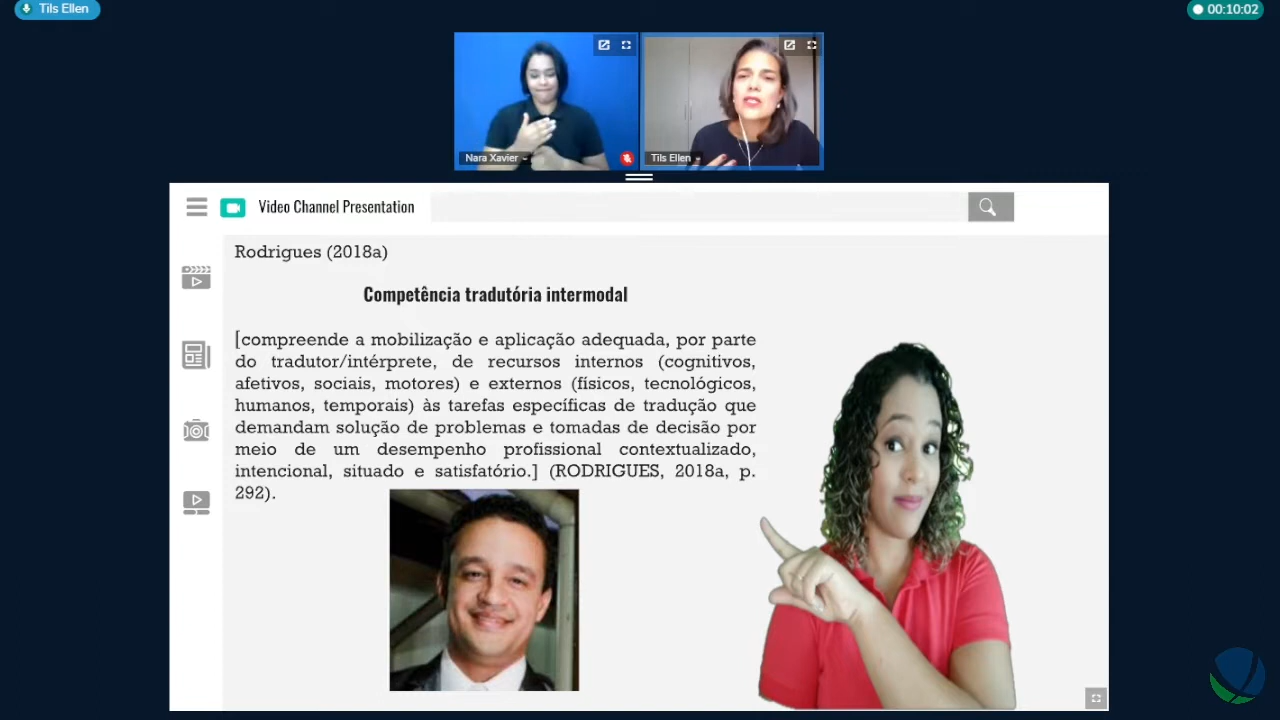 Tils Ellen
00:10:02
Nara Xavier
Tils Ellen
Video Channel Presentation
Rodrigues (2018a)
Competência tradutória intermodal
[compreende a mobilização e aplicação adequada, por parte
do tradutor/intérprete, de recursos internos (cognitivos,
afetivos, sociais, motores) e externos (físicos, tecnológicos,
humanos, temporais) às tarefas específicas de tradução que
demandam solução de problemas e tomadas de decisão por
meio de um desempenho profissional contextualizado,
intencional, situado e satisfatório.] (RODRIGUES, 2018a, p.
292).